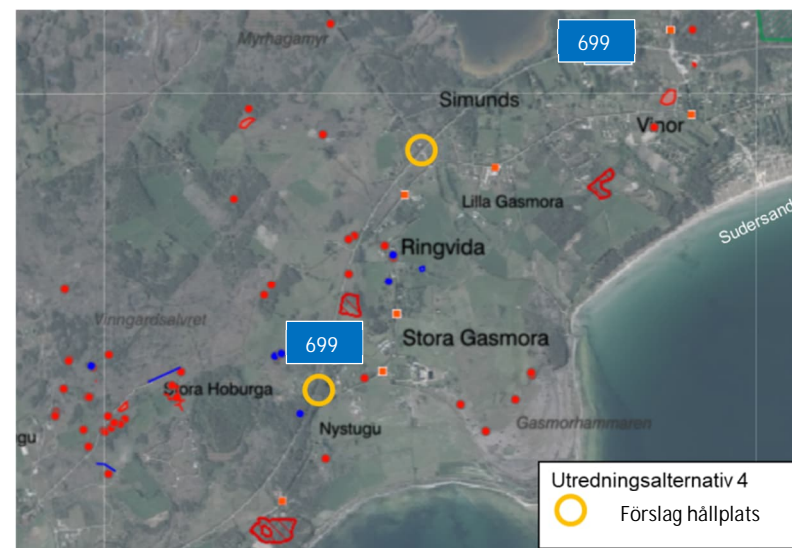 699
Myrhagamyr
Simunds
Vinor
Lilla Gasmora
Sudersand
Ringvida
Vinngardsalvret
699
Stora Gasmora
Stora Hoburga
Gasmorhammaren
gu
Nystugu
Utredningsalternativ 4
Förslag hållplats